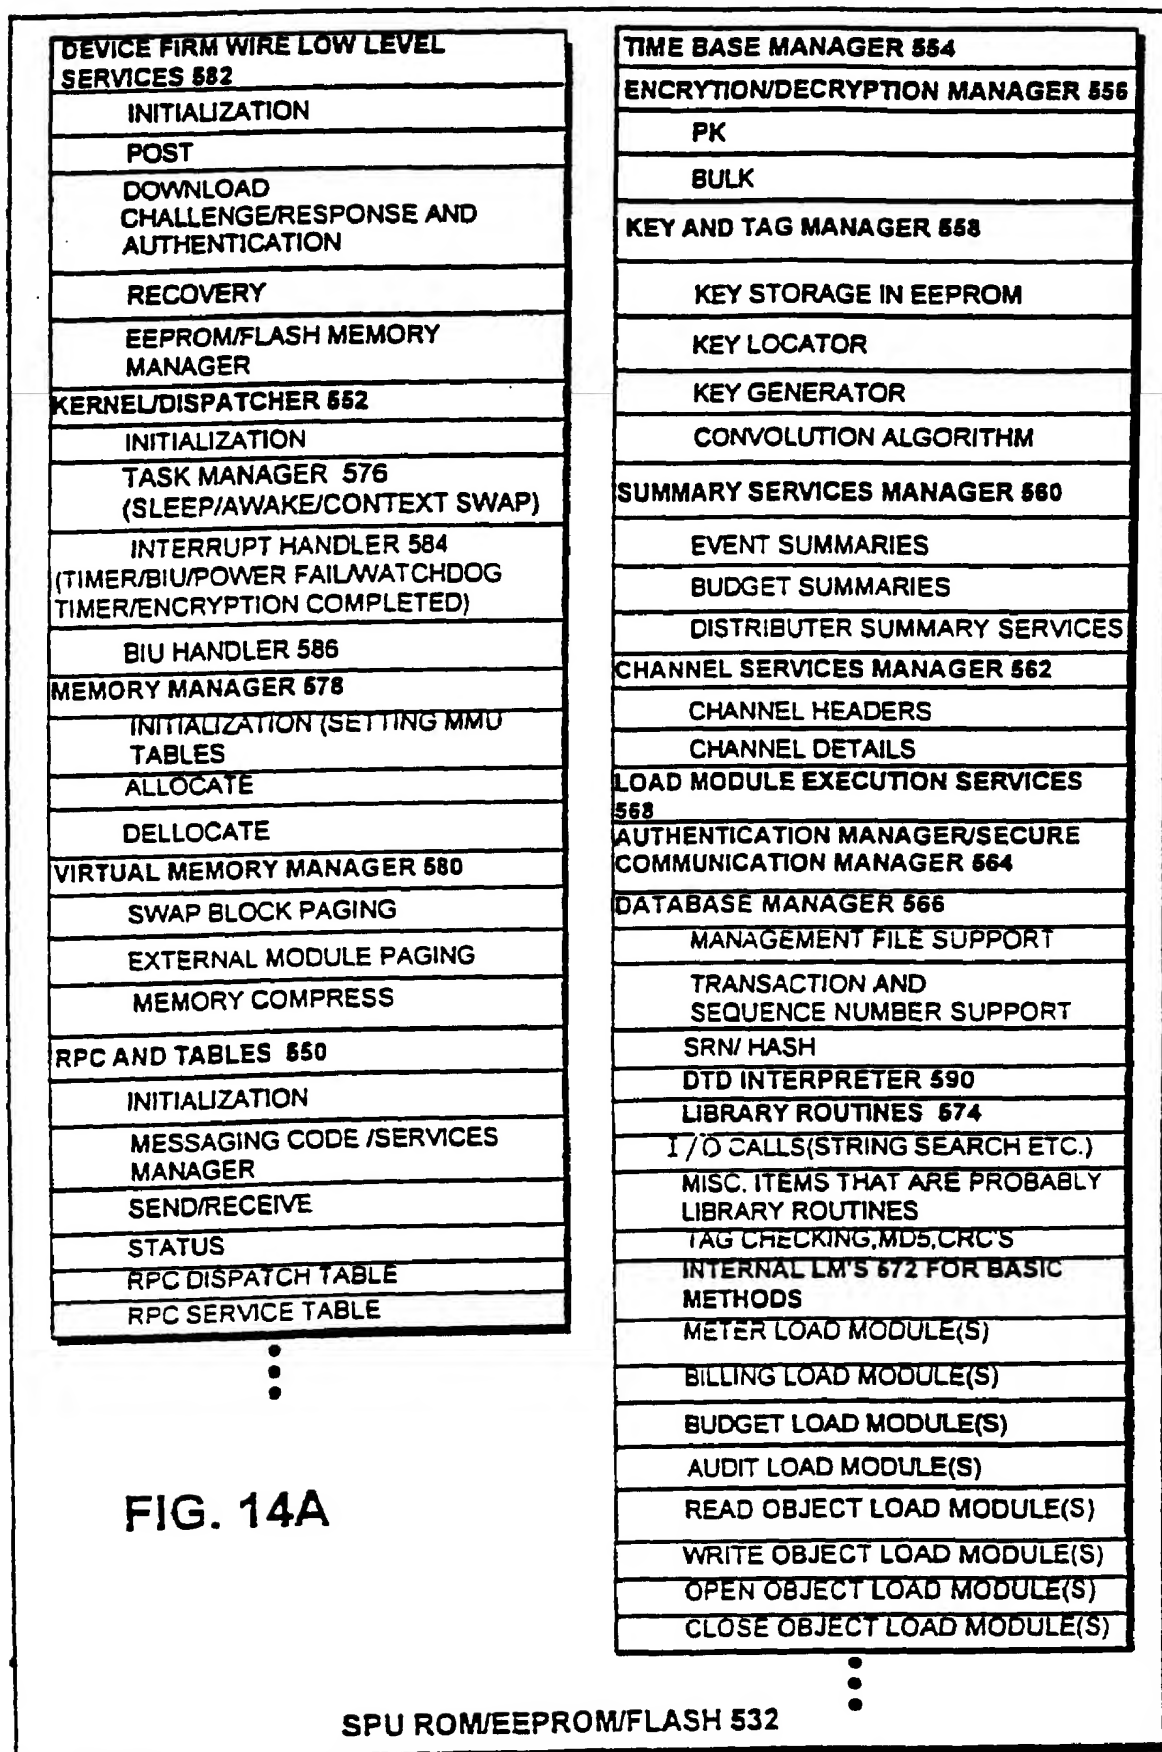 DEVICE FIRM WIRE LOW LEVEL
SERVICES 582
INITIALIZATION
POST
DOWNLOAD
CHALLENGE/RESPONSE AND
AUTHENTICATION
RECOVERY
EEPROM/FLASH MEMORY
MANAGER
KERNEL/DISPATCHER 552
INITIALIZATION
TASK MANAGER 576
(SLEEP/AWAKE/CONTEXT SWAP)
INTERRUPT HANDLER 584
(TIMER/BIU/POWER FAIL/WATCHDOG
TIMER/ENCRYPTION COMPLETED)
BIU HANDLER 586
MEMORY MANAGER 578
INITIALIZATION (SETTING MMU
TABLES
ALLOCATE
DELLOCATE
VIRTUAL MEMORY MANAGER 580
SWAP BLOCK PAGING
EXTERNAL MODULE PAGING
MEMORY COMPRESS
RPC AND TABLES 550
INITIALIZATION
MESSAGING CODE /SERVICES
MANAGER
SEND/RECEIVE
STATUS
RPC DISPATCH TABLE
RPC SERVICE TABLE
TIME BASE MANAGER 554
ENCRYTION/DECRYPTION MANAGER 556
PK
BULK
KEY AND TAG MANAGER 558
KEY STORAGE IN EEPROM
KEY LOCATOR
KEY GENERATOR
CONVOLUTION ALGORITHM
SUMMARY SERVICES MANAGER 560
EVENT SUMMARIES
BUDGET SUMMARIES
DISTRIBUTER SUMMARY SERVICES
CHANNEL SERVICES MANAGER 562
CHANNEL HEADERS
CHANNEL DETAILS
LOAD MODULE EXECUTION SERVICES
568
AUTHENTICATION MANAGER/SECURE
COMMUNICATION MANAGER 564
DATABASE MANAGER 566
MANAGEMENT FILE SUPPORT
TRANSACTION AND
SEQUENCE NUMBER SUPPORT
SRN/ HASH
DTD INTERPRETER 590
LIBRARY ROUTINES 574
I/O CALLS(STRING SEARCH ETC.)
MISC. ITEMS THAT ARE PROBABLY
LIBRARY ROUTINES
TAG CHECKING,MD5,CRC'S
INTERNAL LM'S 572 FOR BASIC
METHODS
METER LOAD MODULE(S)
BILLING LOAD MODULE(S)
BUDGET LOAD MODULE(S)
AUDIT LOAD MODULE(S)
READ OBJECT LOAD MODULE(S)
WRITE OBJECT LOAD MODULE(S)
OPEN OBJECT LOAD MODULE(S)
CLOSE OBJECT LOAD MODULE(S)
FIG. 14A
SPU ROM/EEPROM/FLASH 532